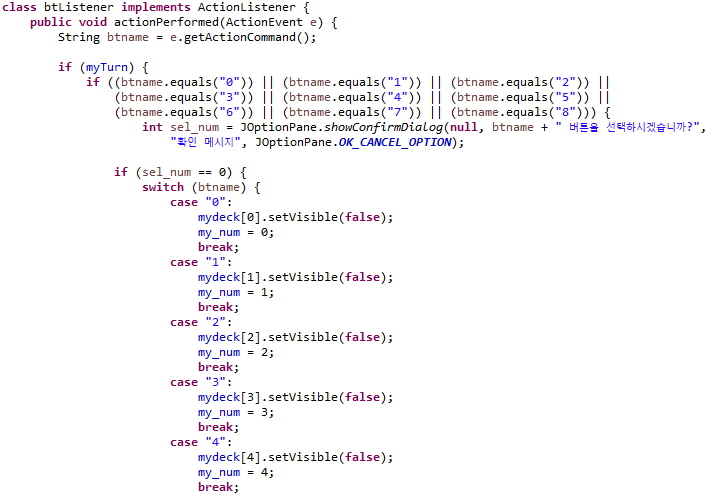 class btListener implements ActionListener {
    public void actionPerformed(ActionEvent e) {
        String btname = e.getActionCommand();

        if (myTurn) {
            if ((btname.equals("0")) || (btname.equals("1")) || (btname.equals("2")) ||
                (btname.equals("3")) || (btname.equals("4")) || (btname.equals("5")) ||
                (btname.equals("6")) || (btname.equals("7")) || (btname.equals("8"))) {
                    int sel_num = JOptionPane.showConfirmDialog(null, btname + " 버튼을 선택하시겠습니까?",
                        "확인 메시지", JOptionPane.OK_CANCEL_OPTION);

                if (sel_num == 0) {
                    switch (btname) {
                        case "0":
                            mydeck[0].setVisible(false);
                            my_num = 0;
                            break;
                        case "1":
                            mydeck[1].setVisible(false);
                            my_num = 1;
                            break;
                        case "2":
                            mydeck[2].setVisible(false);
                            my_num = 2;
                            break;
                        case "3":
                            mydeck[3].setVisible(false);
                            my_num = 3;
                            break;
                        case "4":
                            mydeck[4].setVisible(false);
                            my_num = 4;
                            break;